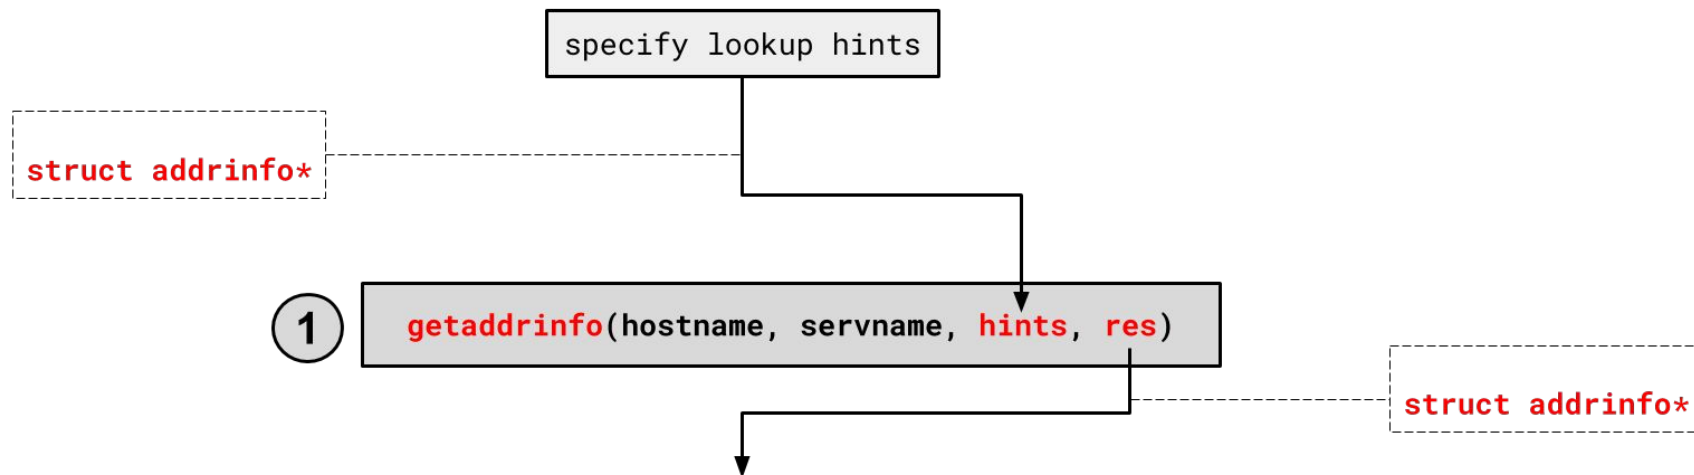 specify lookup hints
struct addrinfo*
1
getaddrinfo(hostname, servname, hints, res)
struct addrinfo*